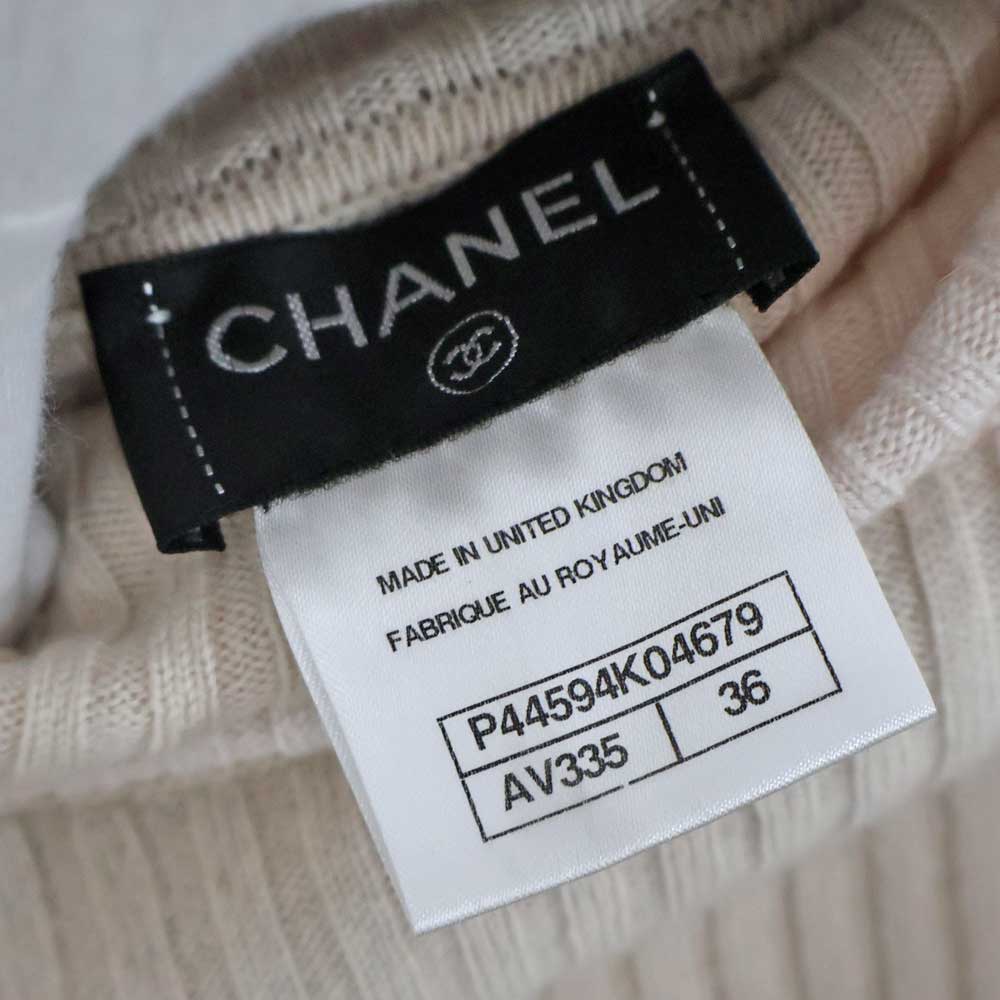 CHANEL
MADE IN UNITED KINGDOM
FABRIQUE AU ROYAUME-UNI
P44594K04679
AV335 36